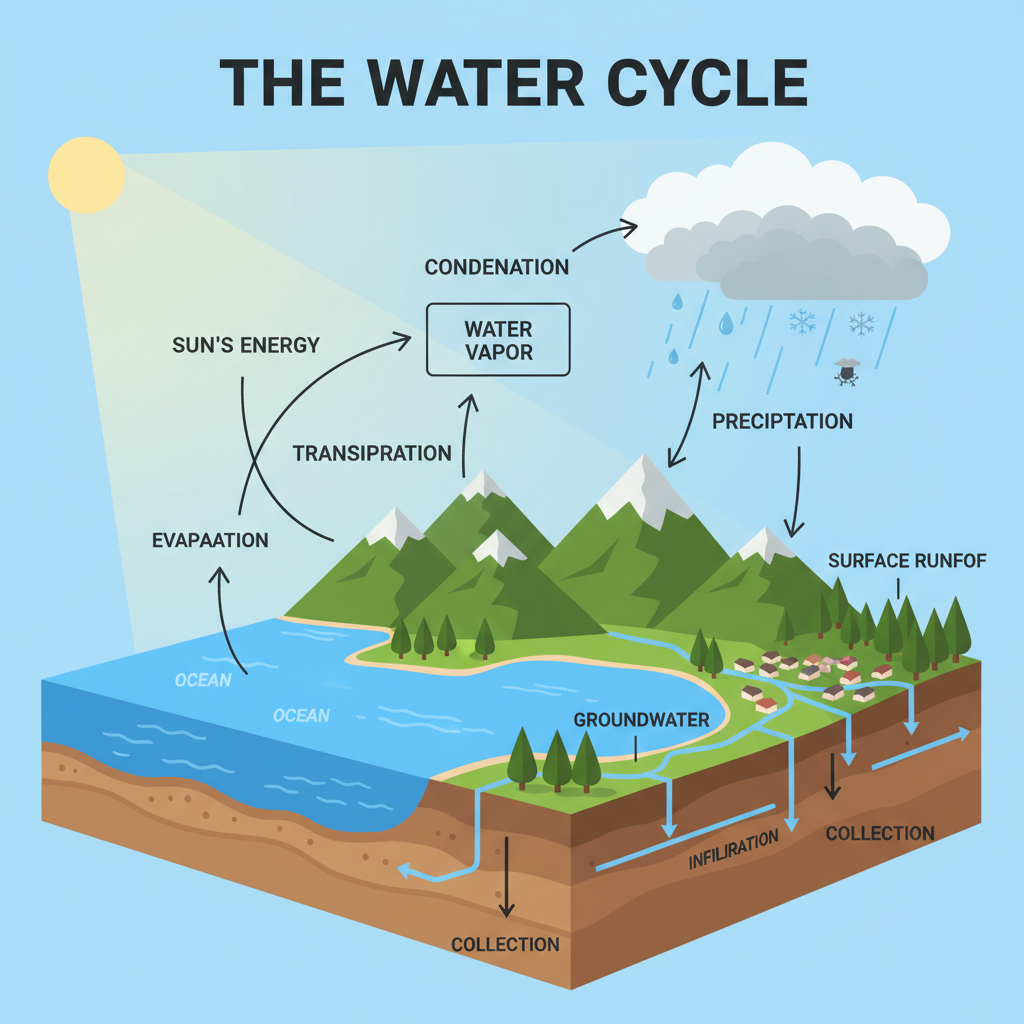 THE WATER CYCLE
CONDENATION
WATER
VAPOR
SUN'S ENERGY
PRECIPTATION
TRANSIPRATION
EVAPAATION
SURFACE RUNFOF
OCEAN
OCEAN
GROUNDWATER
INFILIRATION
COLLECTION
COLLECTION